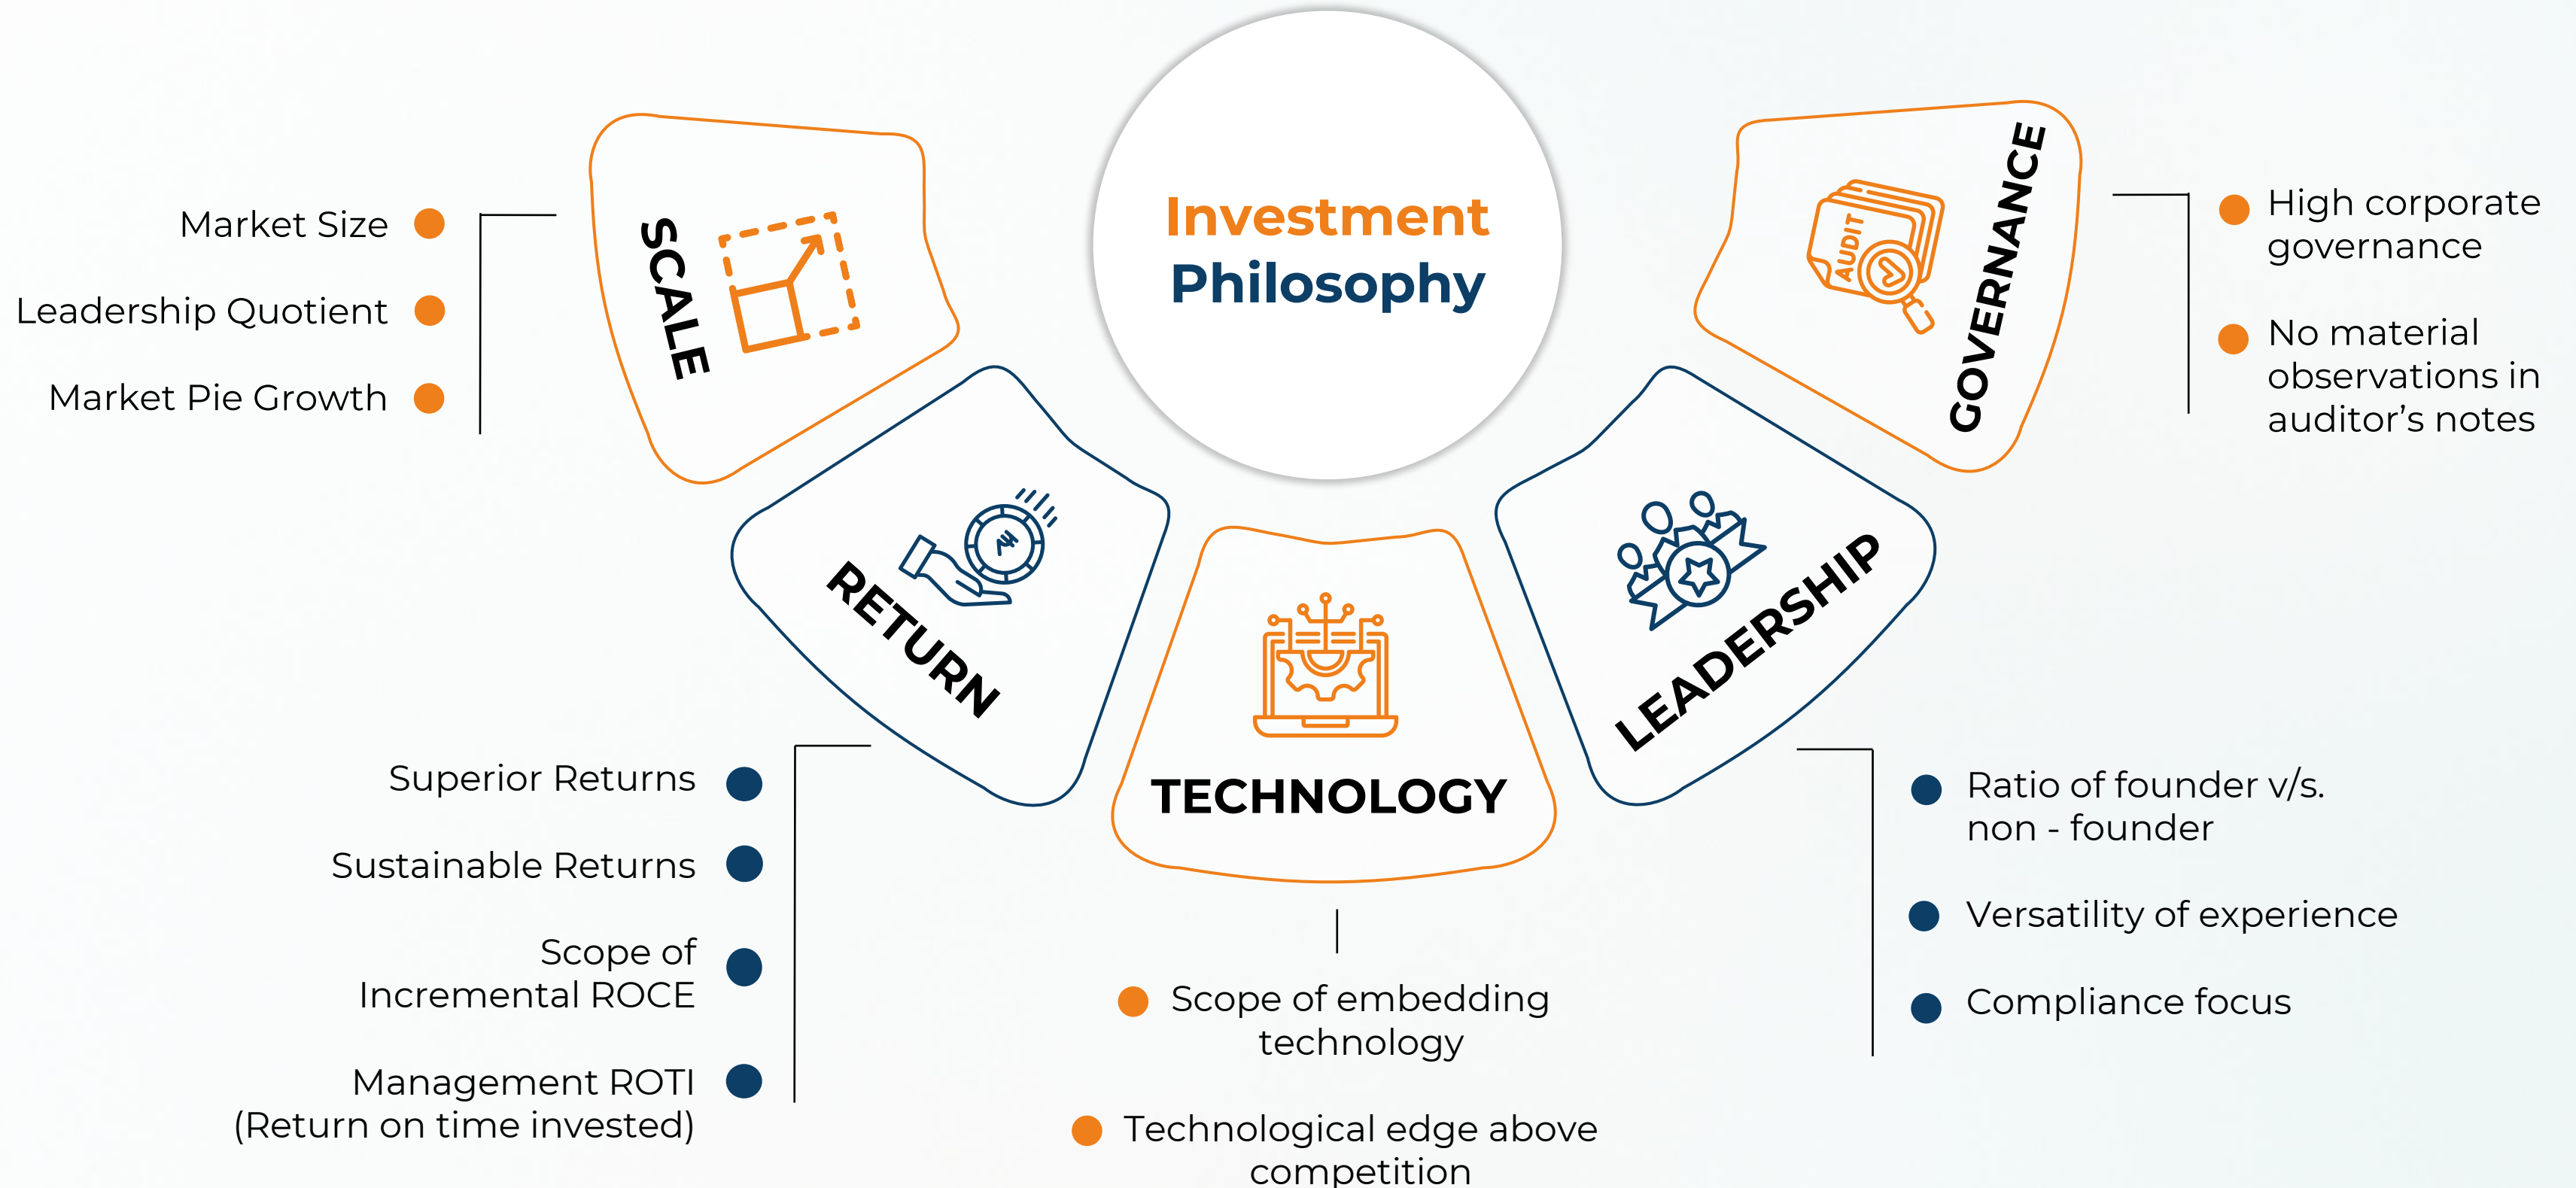 Investment
Philosophy
SCALE
Market Size
Leadership Quotient
Market Pie Growth
RETURN
Superior Returns
Sustainable Returns
Scope of
Incremental ROCE
Management ROTI
(Return on time invested)
TECHNOLOGY
Scope of embedding
technology
Technological edge above
competition
LEADERSHIP
Ratio of founder v/s.
non - founder
Versatility of experience
Compliance focus
GOVERNANCE
AUDIT
High corporate
governance
No material
observations in
auditor’s notes
₹